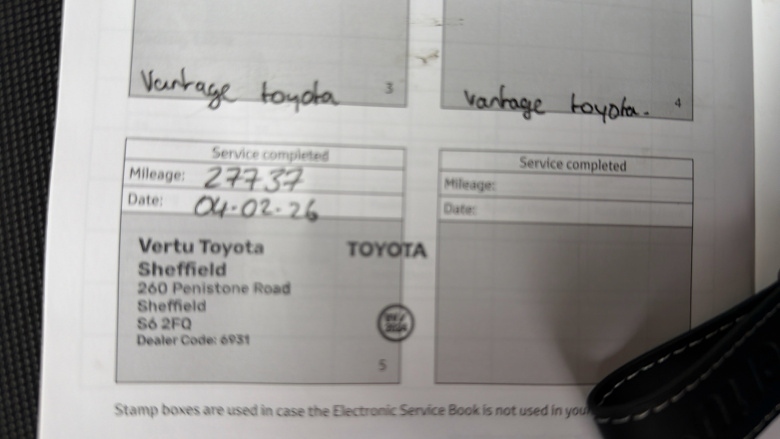 Vantage toyota
3
vantage toyota.
4
Service completed
Mileage: 27737
Date: 04-02-26
Vertu Toyota
TOYOTA
Sheffield
260 Penistone Road
Sheffield
S6 2FQ
Dealer Code: 6931
5
Service completed
Mileage:
Date:
Stamp boxes are used in case the Electronic Service Book is not used in